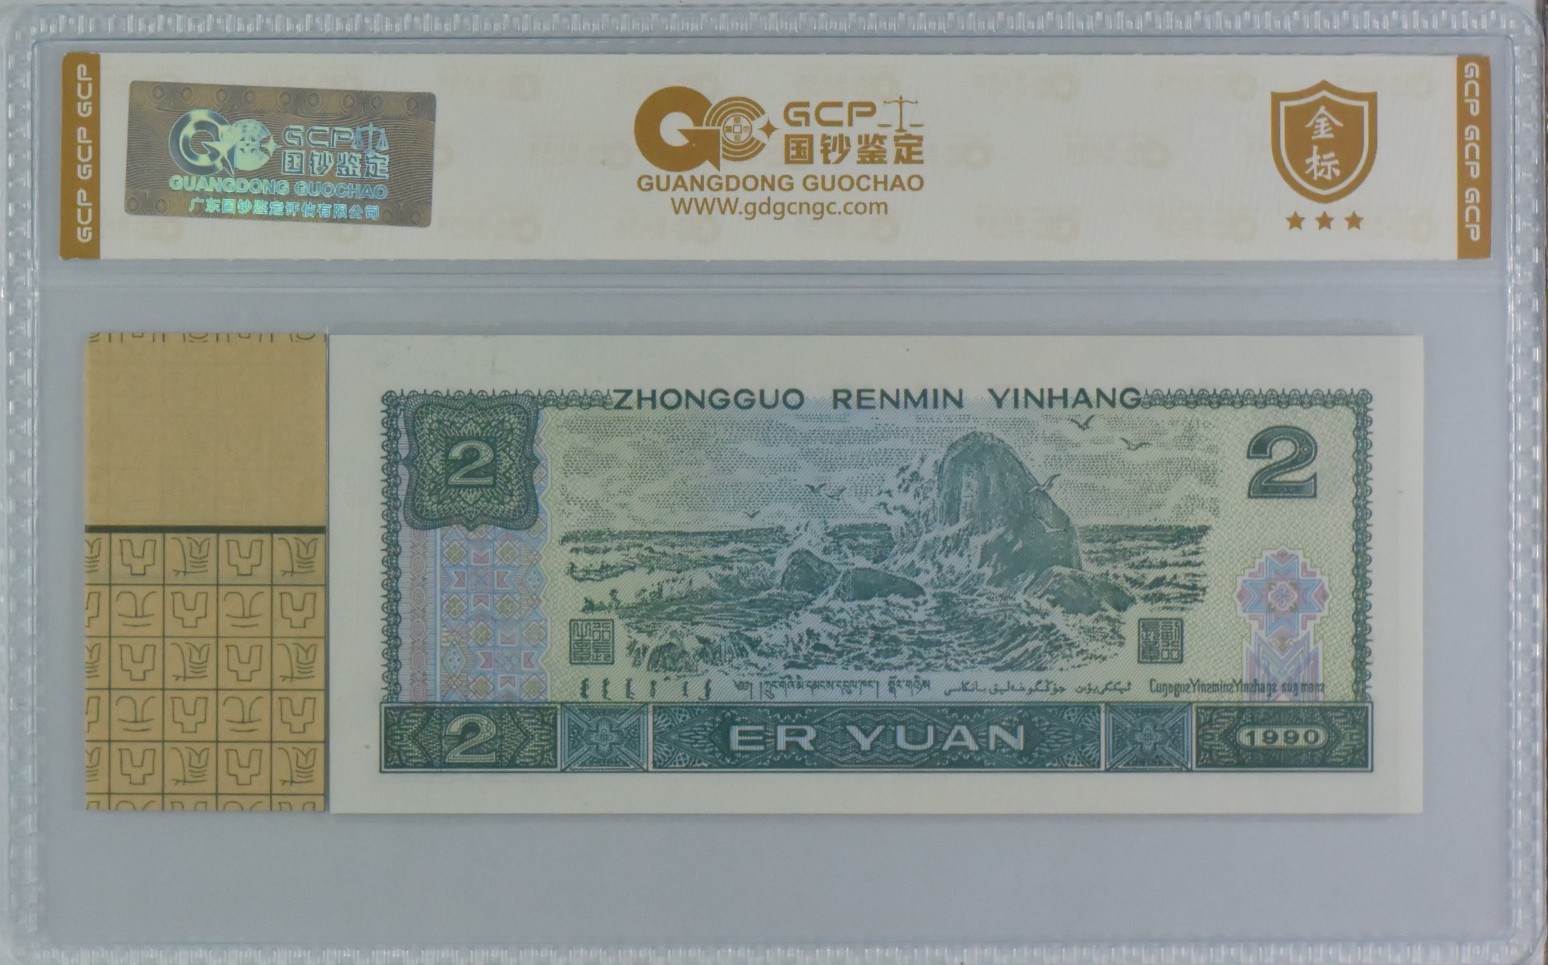 GCP GCP GCP
GCP
国钞鉴定
GUANGDONG GUOCHAO
广东国钞鉴定评估有限公司
GCP
国钞鉴定
GUANGDONG GUOCHAO
WWW.gdgcngc.com
金
标
GCP GCP GCP
ZHONGGUO RENMIN YINHANG
2
2
2
ER YUAN
1990